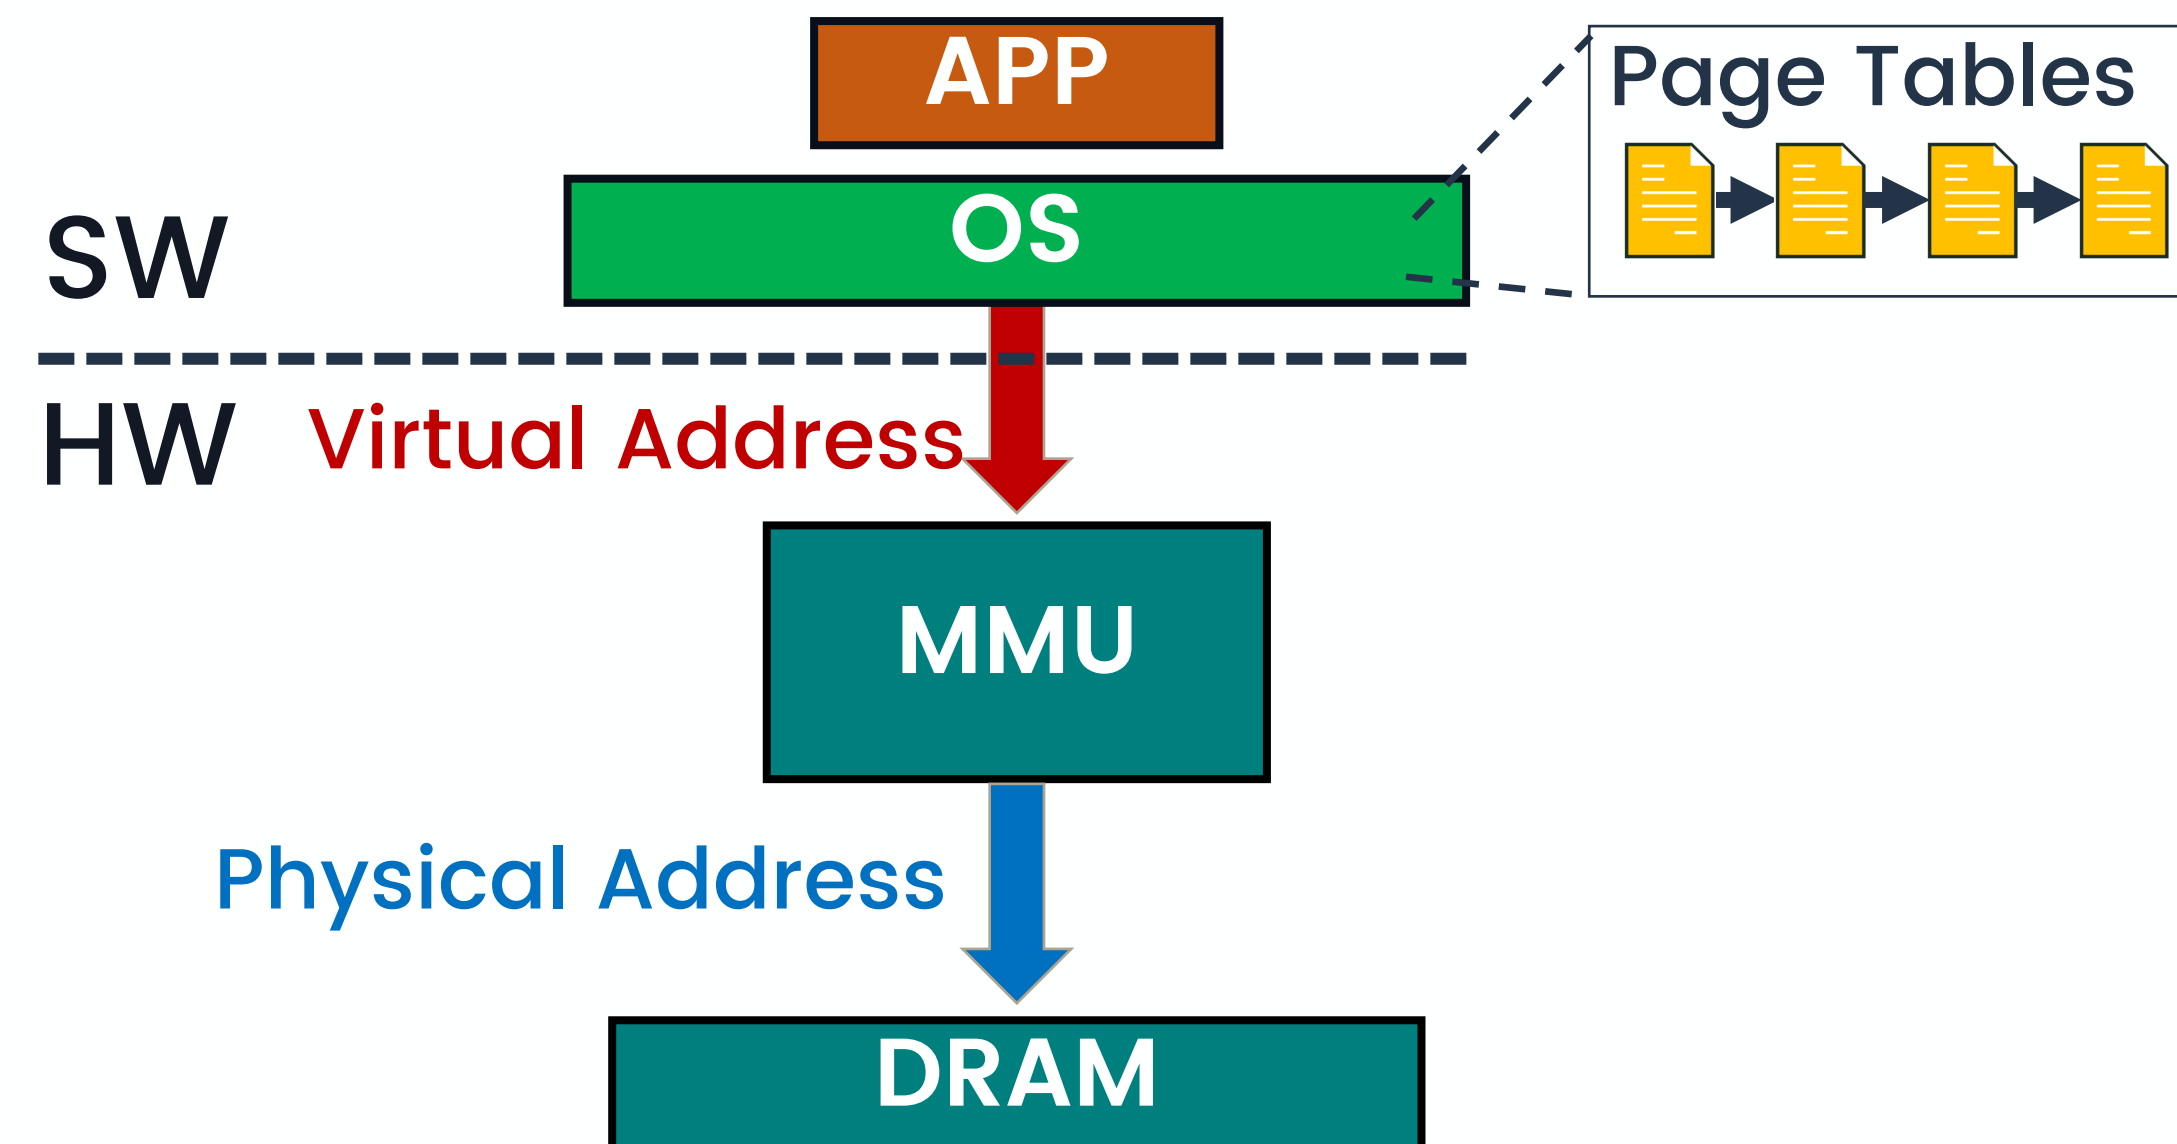 APP
Page Tables
OS
SW
HW
Virtual Address
MMU
Physical Address
DRAM